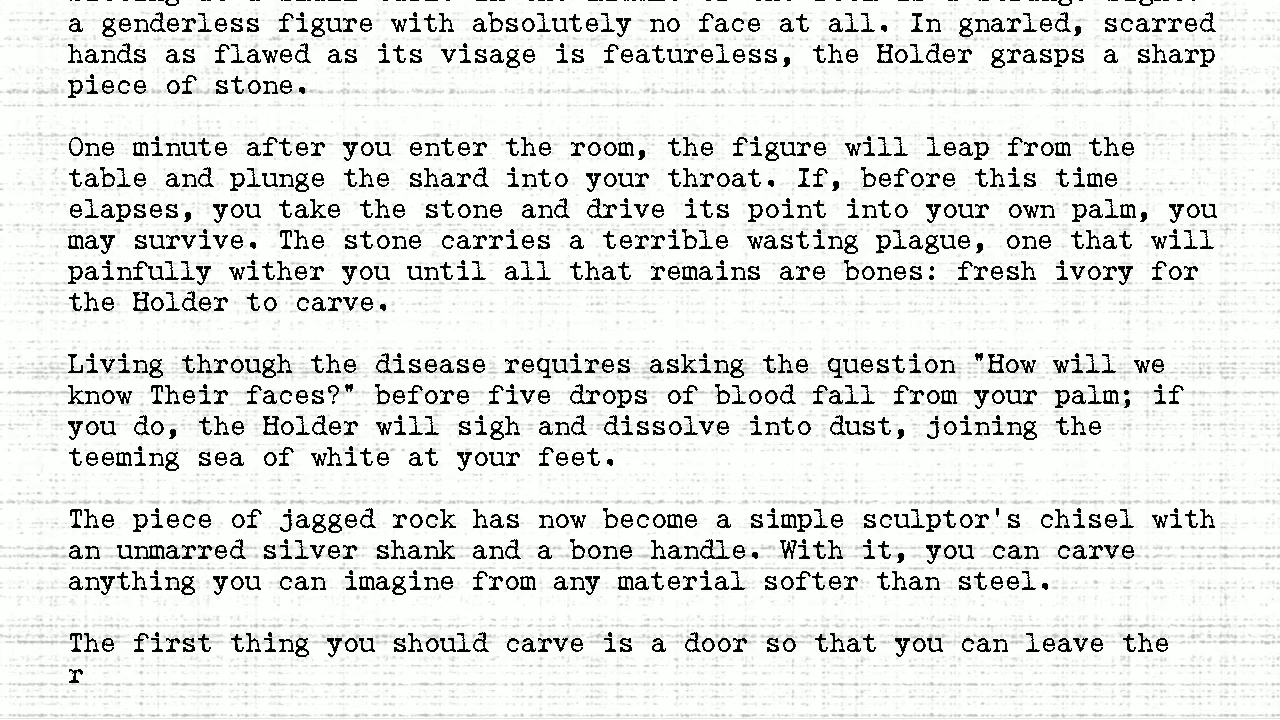 a genderless figure with absolutely no face at all. In gnarled, scarred
hands as flawed as its visage is featureless, the Holder grasps a sharp
piece of stone.
One minute after you enter the room, the figure will leap from the
table and plunge the shard into your throat. If, before this time
elapses, you take the stone and drive its point into your own palm, you
may survive. The stone carries a terrible wasting plague, one that will
painfully wither you until all that remains are bones: fresh ivory for
the Holder to carve.
Living through the disease requires asking the question "How will we
know Their faces?" before five drops of blood fall from your palm; if
you do, the Holder will sigh and dissolve into dust, joining the
teeming sea of white at your feet.
The piece of jagged rock has now become a simple sculptor's chisel with
an unmarred silver shank and a bone handle. With it, you can carve
anything you can imagine from any material softer than steel.
The first thing you should carve is a door so that you can leave the
r